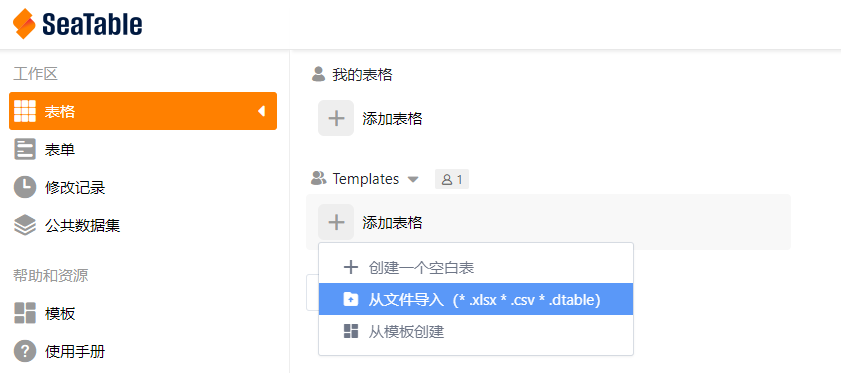 SeaTable
工作区
表格
表单
修改记录
公共数据集
帮助和资源
模板
使用手册
我的表格
添加表格
Templates 1
添加表格
创建一个空白表
从文件导入（* .xlsx * .csv * .dtable）
从模板创建